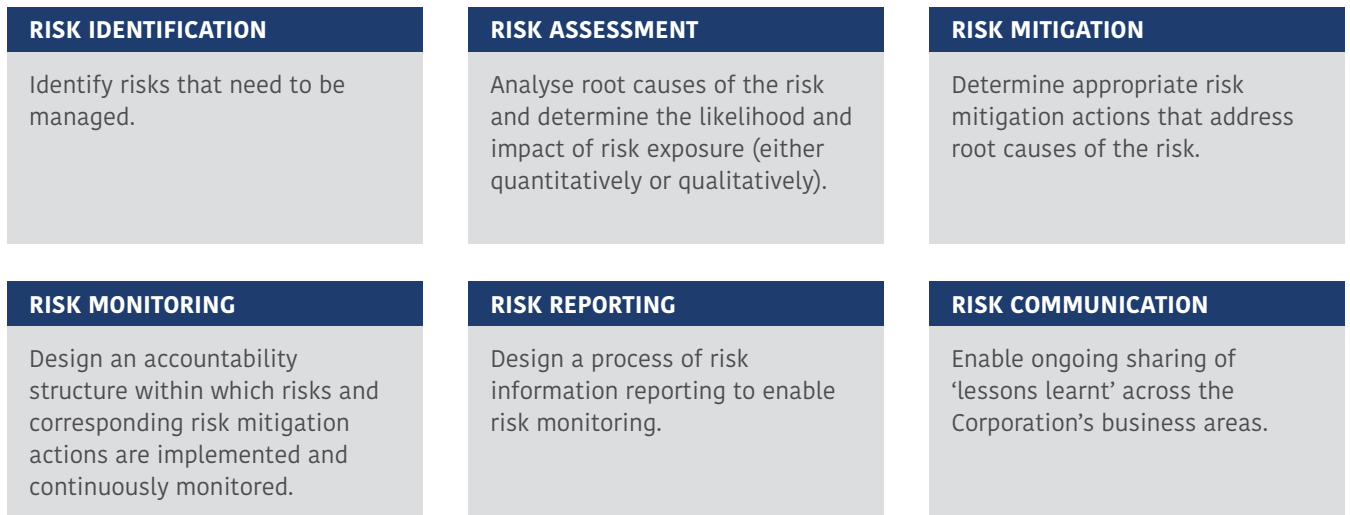 RISK IDENTIFICATION
Identify risks that need to be
managed.
RISK ASSESSMENT
Analyse root causes of the risk
and determine the likelihood and
impact of risk exposure (either
quantitatively or qualitatively).
RISK MITIGATION
Determine appropriate risk
mitigation actions that address
root causes of the risk.
RISK MONITORING
Design an accountability
structure within which risks and
corresponding risk mitigation
actions are implemented and
continuously monitored.
RISK REPORTING
Design a process of risk
information reporting to enable
risk monitoring.
RISK COMMUNICATION
Enable ongoing sharing of
‘lessons learnt’ across the
Corporation’s business areas.